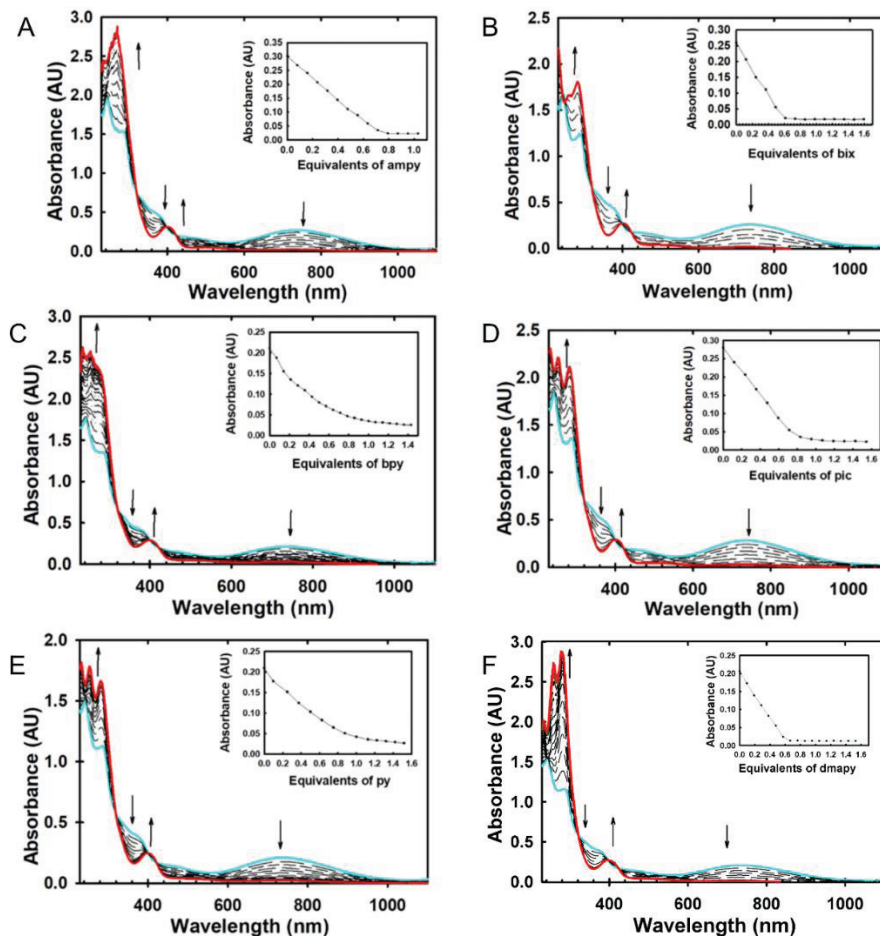 A
Absorbance (AU)
3.0
2.5
2.0
1.5
1.0
0.5
0.0
400 600 800 1000
Wavelength (nm)
Absorbance (AU)
0.35
0.30
0.25
0.20
0.15
0.10
0.05
0.00
0.0 0.2 0.4 0.6 0.8 1.0
Equivalents of ampy
B
Absorbance (AU)
2.5
2.0
1.5
1.0
0.5
0.0
400 600 800 1000
Wavelength (nm)
Absorbance (AU)
0.30
0.25
0.20
0.15
0.10
0.05
0.00
0.0 0.2 0.4 0.6 0.8 1.0 1.2 1.4 1.6
Equivalents of bix
C
Absorbance (AU)
3.0
2.5
2.0
1.5
1.0
0.5
0.0
400 600 800 1000
Wavelength (nm)
Absorbance (AU)
0.25
0.20
0.15
0.10
0.05
0.00
0.0 0.2 0.4 0.6 0.8 1.0 1.2 1.4
Equivalents of bpy
D
Absorbance (AU)
2.5
2.0
1.5
1.0
0.5
0.0
400 600 800 1000
Wavelength (nm)
Absorbance (AU)
0.30
0.25
0.20
0.15
0.10
0.05
0.00
0.0 0.2 0.4 0.6 0.8 1.0 1.2 1.4 1.6
Equivalents of pic
E
Absorbance (AU)
2.0
1.5
1.0
0.5
0.0
400 600 800 1000
Wavelength (nm)
Absorbance (AU)
0.25
0.20
0.15
0.10
0.05
0.00
0.0 0.2 0.4 0.6 0.8 1.0 1.2 1.4 1.6
Equivalents of py
F
Absorbance (AU)
3.0
2.5
2.0
1.5
1.0
0.5
0.0
400 600 800 1000
Wavelength (nm)
Absorbance (AU)
0.25
0.20
0.15
0.10
0.05
0.00
0.0 0.2 0.4 0.6 0.8 1.0 1.2 1.4 1.6
Equivalents of dmapy